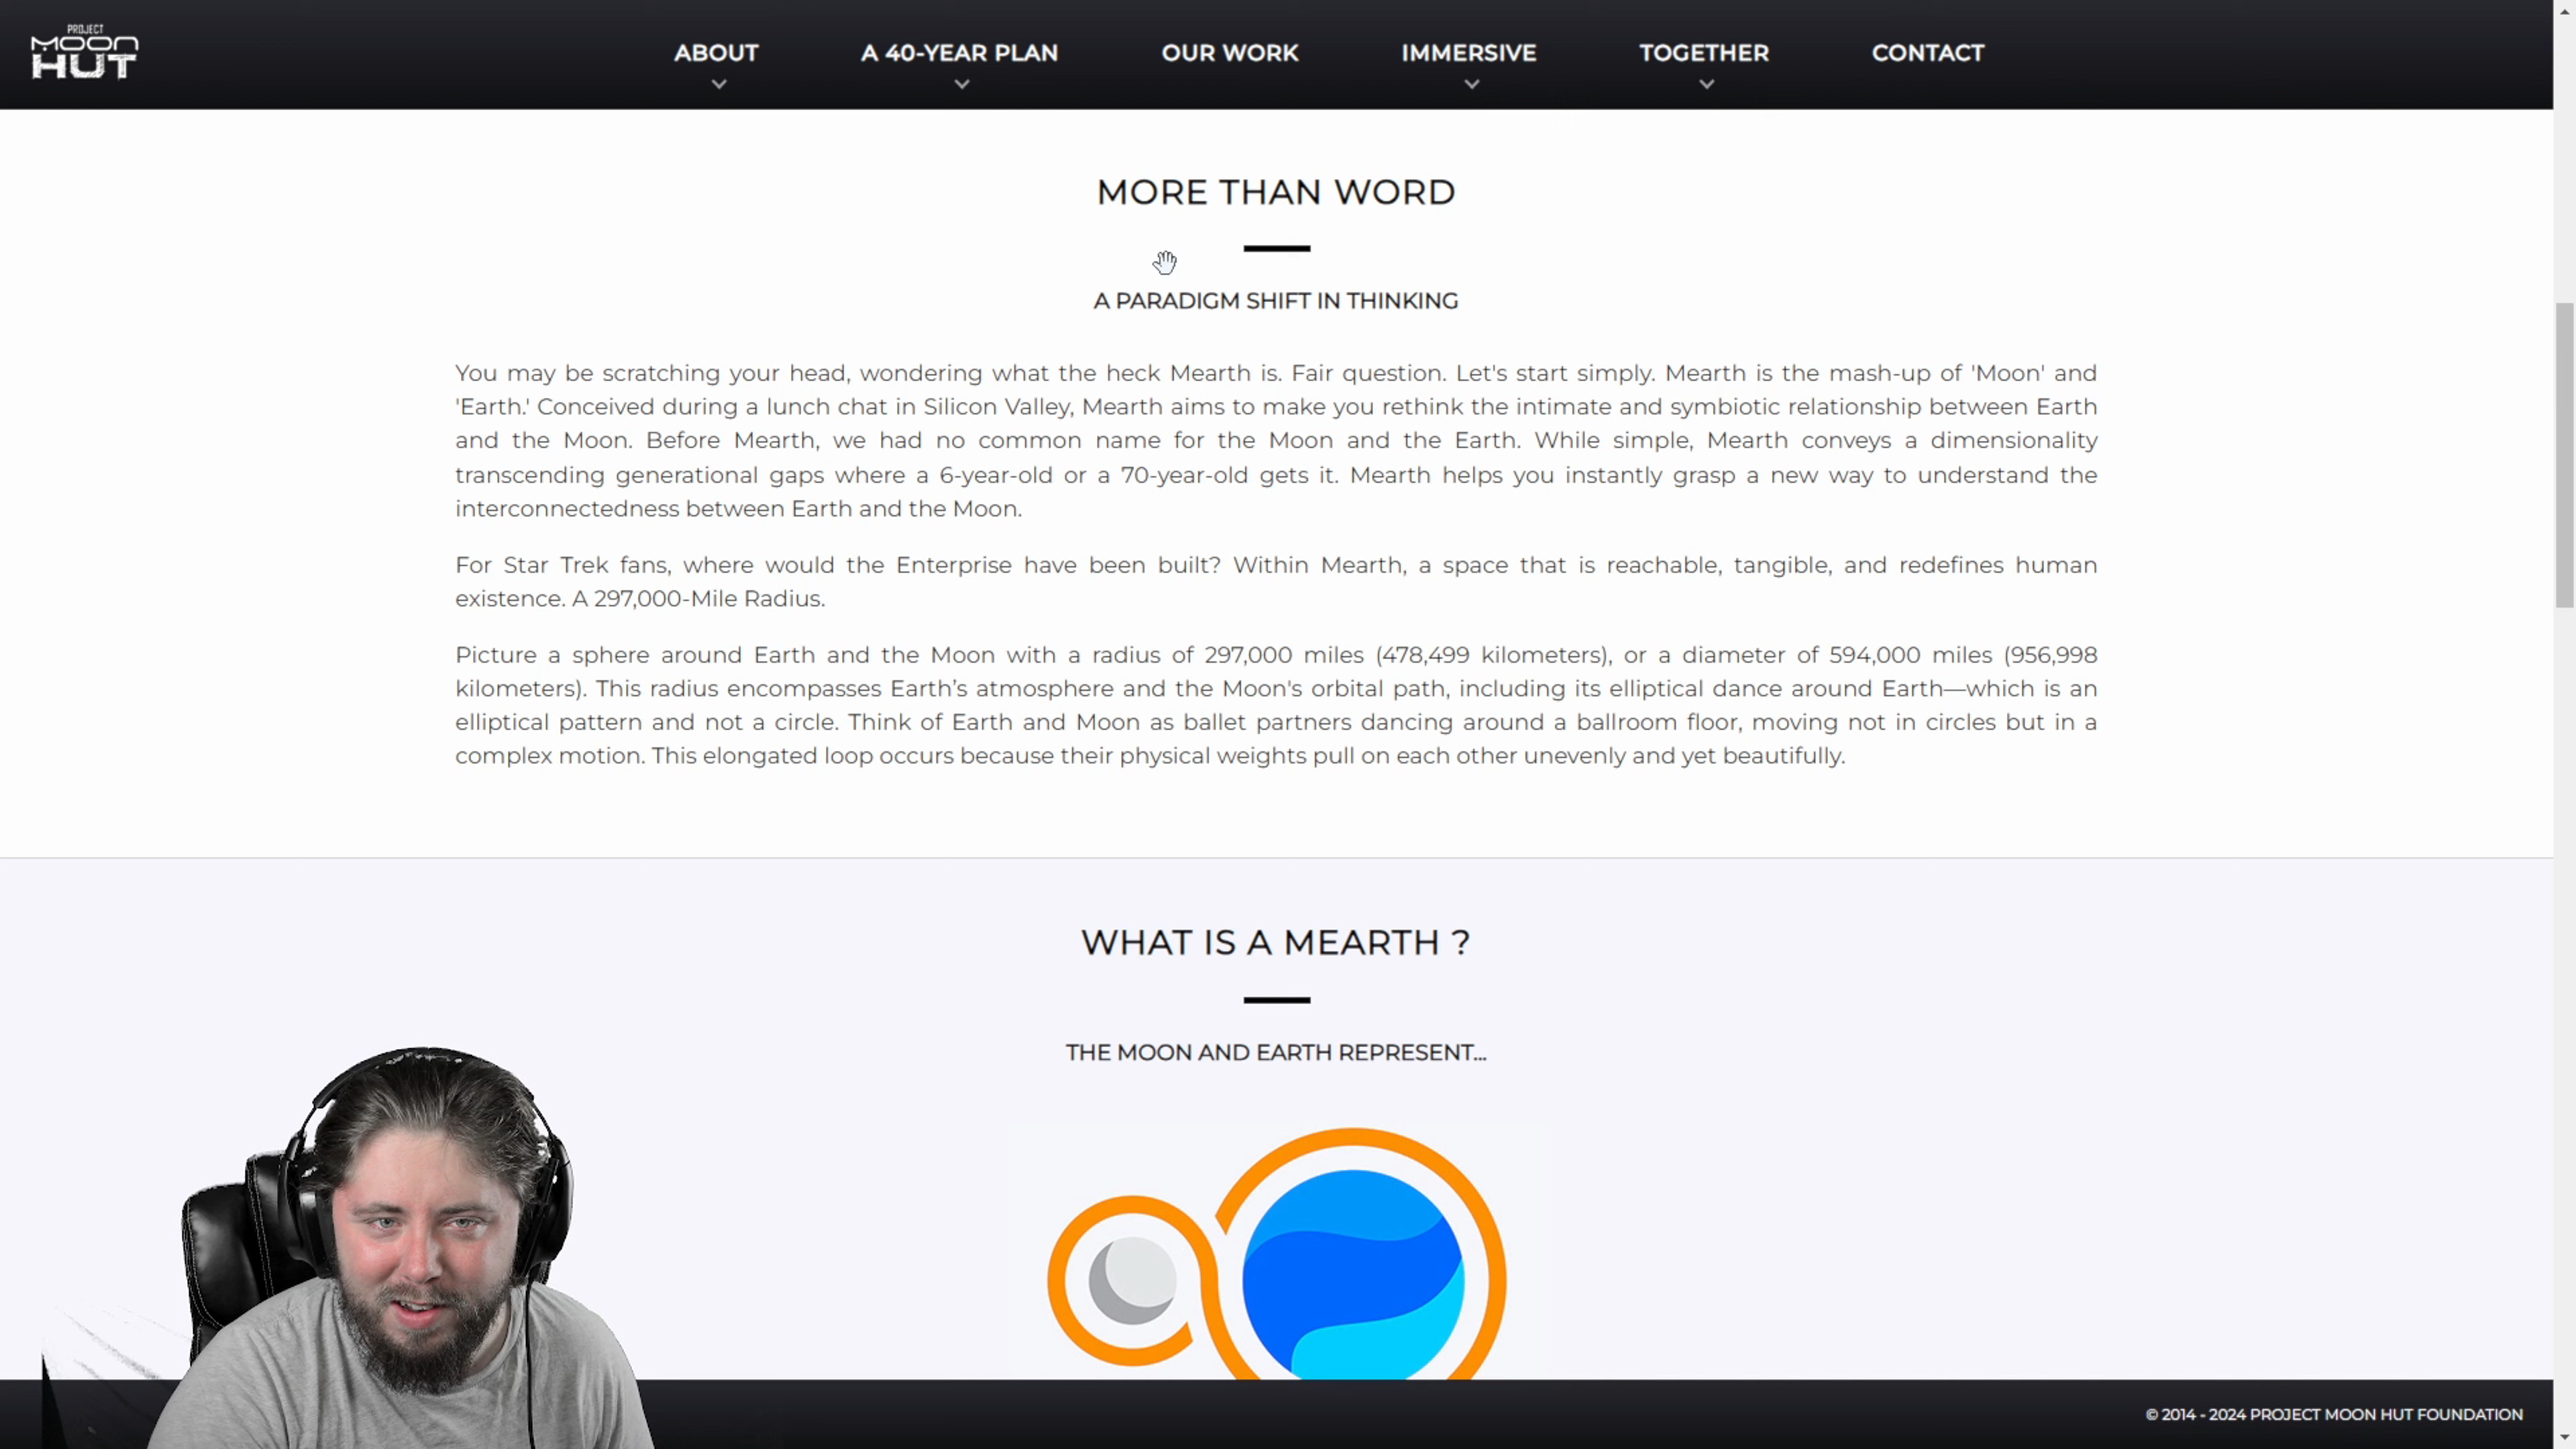 PROJECT
MOON
HUT
ABOUT
A 40-YEAR PLAN
OUR WORK
IMMERSIVE
TOGETHER
CONTACT
MORE THAN WORD
A PARADIGM SHIFT IN THINKING
You may be scratching your head, wondering what the heck Mearth is. Fair question. Let's start simply. Mearth is the mash-up of 'Moon' and
'Earth.' Conceived during a lunch chat in Silicon Valley, Mearth aims to make you rethink the intimate and symbiotic relationship between Earth
and the Moon. Before Mearth, we had no common name for the Moon and the Earth. While simple, Mearth conveys a dimensionality
transcending generational gaps where a 6-year-old or a 70-year-old gets it. Mearth helps you instantly grasp a new way to understand the
interconnectedness between Earth and the Moon.
For Star Trek fans, where would the Enterprise have been built? Within Mearth, a space that is reachable, tangible, and redefines human
existence. A 297,000-Mile Radius.
Picture a sphere around Earth and the Moon with a radius of 297,000 miles (478,499 kilometers), or a diameter of 594,000 miles (956,998
kilometers). This radius encompasses Earth’s atmosphere and the Moon's orbital path, including its elliptical dance around Earth—which is an
elliptical pattern and not a circle. Think of Earth and Moon as ballet partners dancing around a ballroom floor, moving not in circles but in a
complex motion. This elongated loop occurs because their physical weights pull on each other unevenly and yet beautifully.
WHAT IS A MEARTH ?
THE MOON AND EARTH REPRESENT...
© 2014 - 2024 PROJECT MOON HUT FOUNDATION